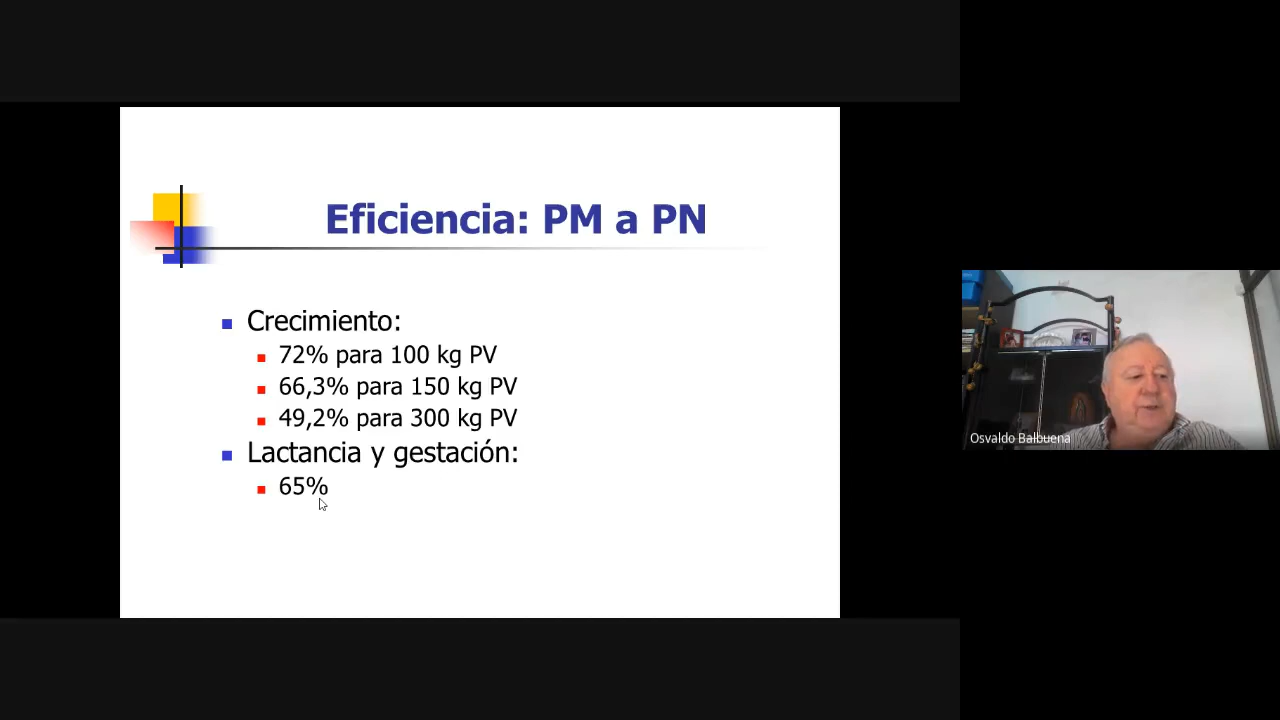 Eficiencia: PM a PN
Crecimiento:
72% para 100 kg PV
66,3% para 150 kg PV
49,2% para 300 kg PV
Lactancia y gestación:
65%
Osvaldo Balbuena